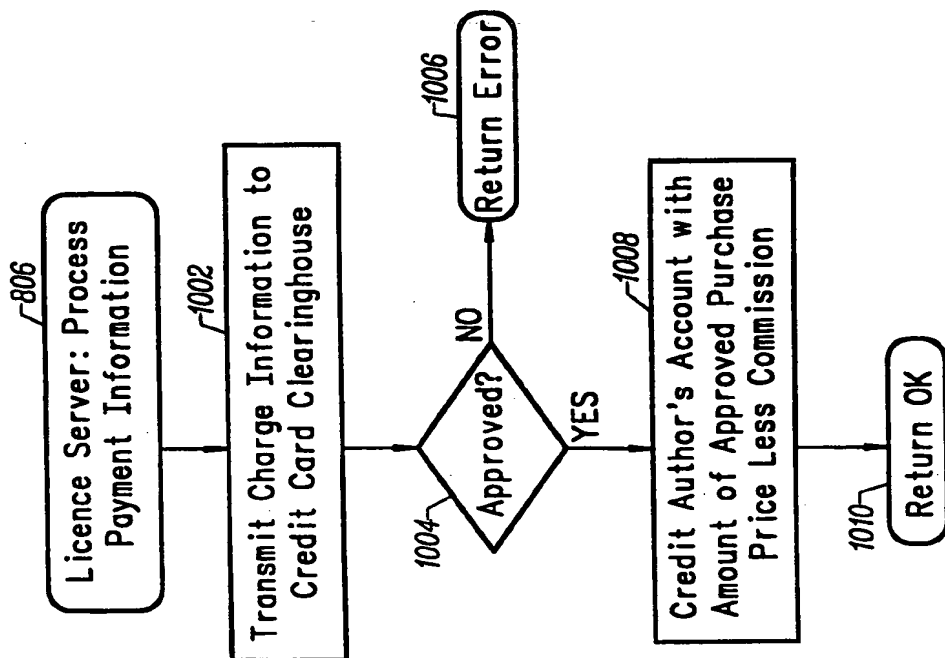 806
Licence Server: Process
Payment Information
1002
Transmit Charge Information to
Credit Card Clearinghouse
1004
Approved?
NO
1006
Return Error
YES
1008
Credit Author's Account with
Amount of Approved Purchase
Price Less Commission
1010
Return OK